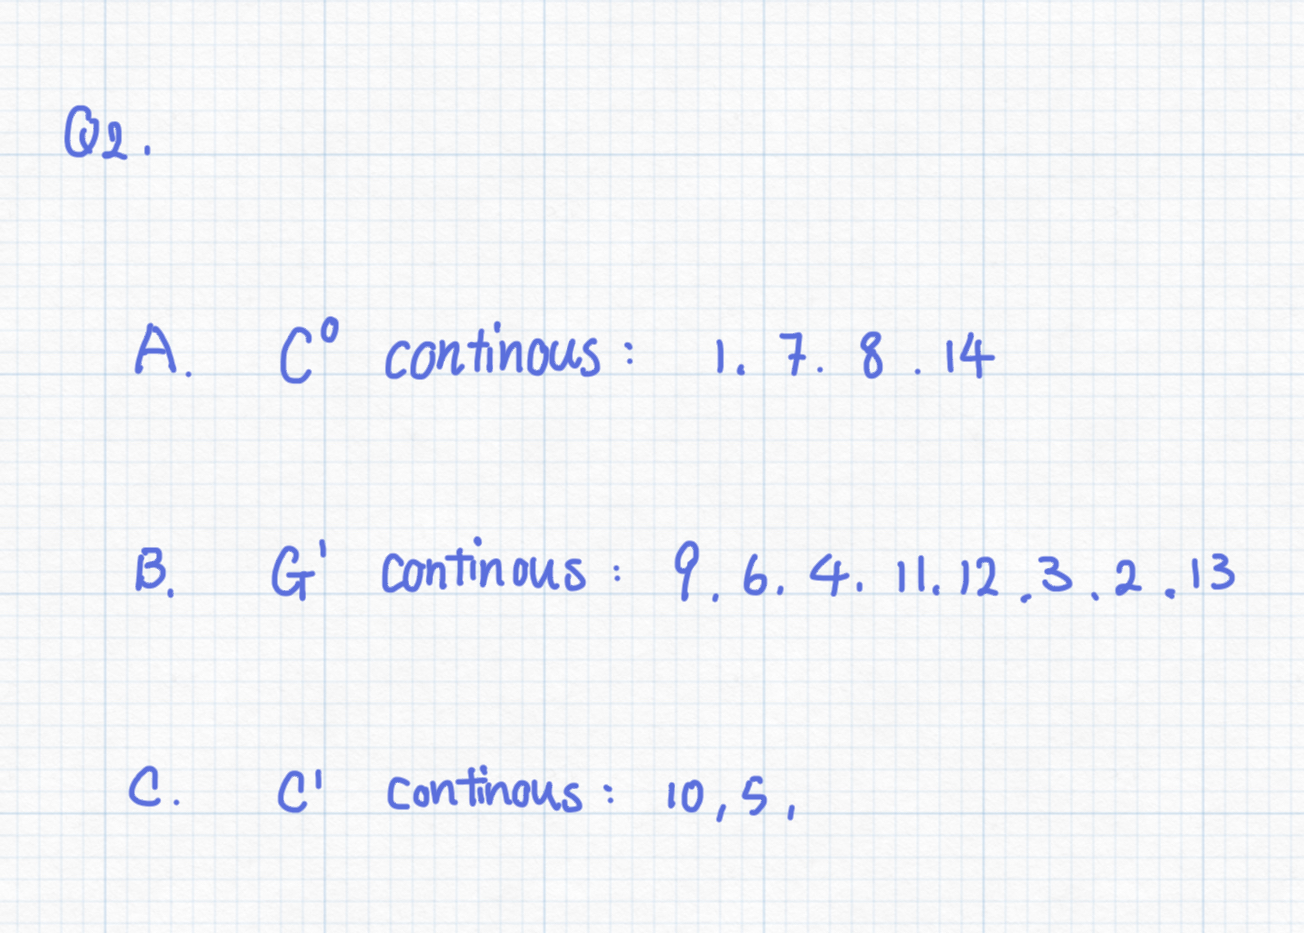 Q2.
A. C⁰ continous: 1. 7. 8. 14
B. G¹ continous: 9. 6. 4. 11. 12. 3. 2. 13
C. C¹ continous: 10, 5,